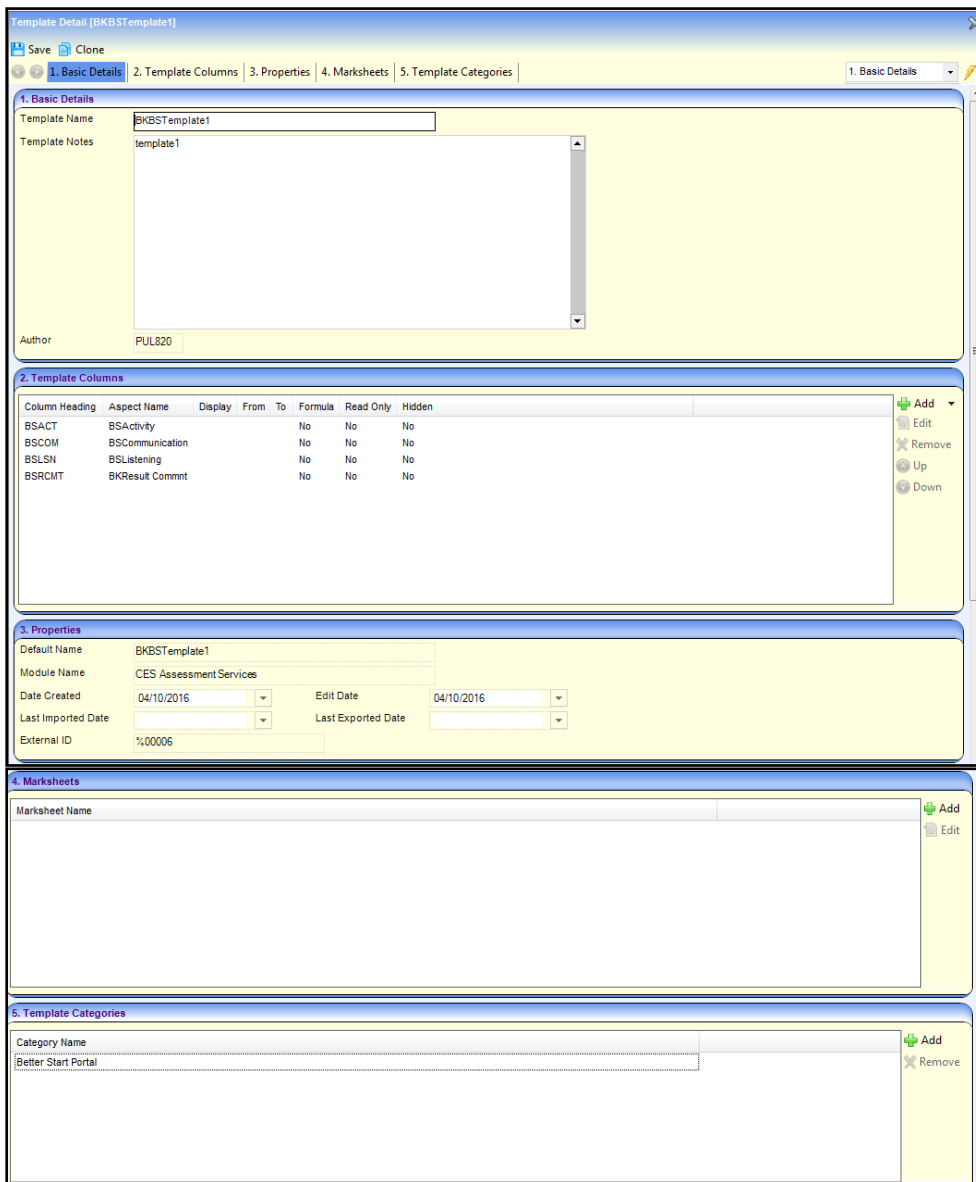 Template Detail [BKBSTemplate1]
Save Clone
1. Basic Details 2. Template Columns 3. Properties 4. Marksheets 5. Template Categories 1. Basic Details
1. Basic Details
Template Name BKBSTemplate1
Template Notes template1
Author PUL820
2. Template Columns
Column Heading Aspect Name Display From To Formula Read Only Hidden
BSACT BSActivity No No No
BSCOM BSCommunication No No No
BSLSN BSListening No No No
BSRCMT BKResult Commnt No No No
Add
Edit
Remove
Up
Down
3. Properties
Default Name BKBSTemplate1
Module Name CES Assessment Services
Date Created 04/10/2016 Edit Date 04/10/2016
Last Imported Date Last Exported Date
External ID %00006
4. Marksheets
Marksheet Name
Add
Edit
5. Template Categories
Category Name
Better Start Portal
Add
Remove